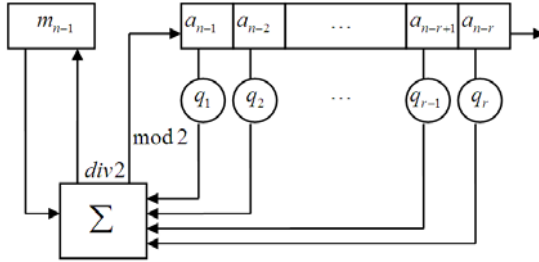 m_{n-1} a_{n-1} a_{n-2} ... a_{n-r+1} a_{n-r}
q_1 q_2 ... q_{r-1} q_r
mod 2
div2
∑